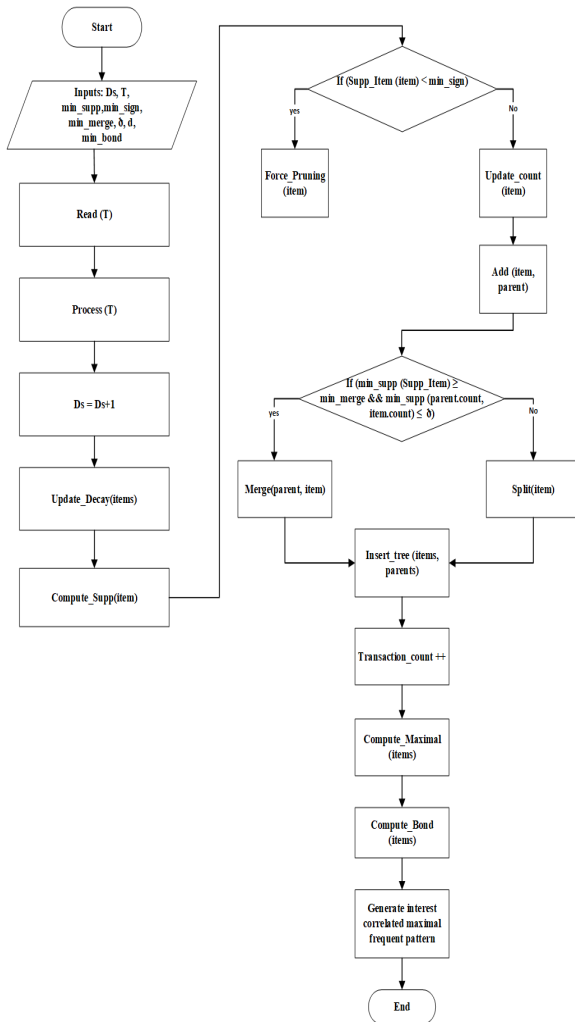 Start
Inputs: Ds, T,
min_supp,min_sign,
min_merge, ð, d,
min_bond
Read (T)
Process (T)
Ds = Ds+1
Update_Decay(items)
Compute_Supp(item)
If (Supp_Item (item) < min_sign)
yes
No
Force_Pruning
(item)
Update_count
(item)
Add (item,
parent)
If (min_supp (Supp_Item) ≥
min_merge && min_supp (parent.count,
item.count) ≤ ð)
yes
No
Merge(parent, item)
Split(item)
Insert_tree (items,
parents)
Transaction_count ++
Compute_Maximal
(items)
Compute_Bond
(items)
Generate interest
correlated maximal
frequent pattern
End